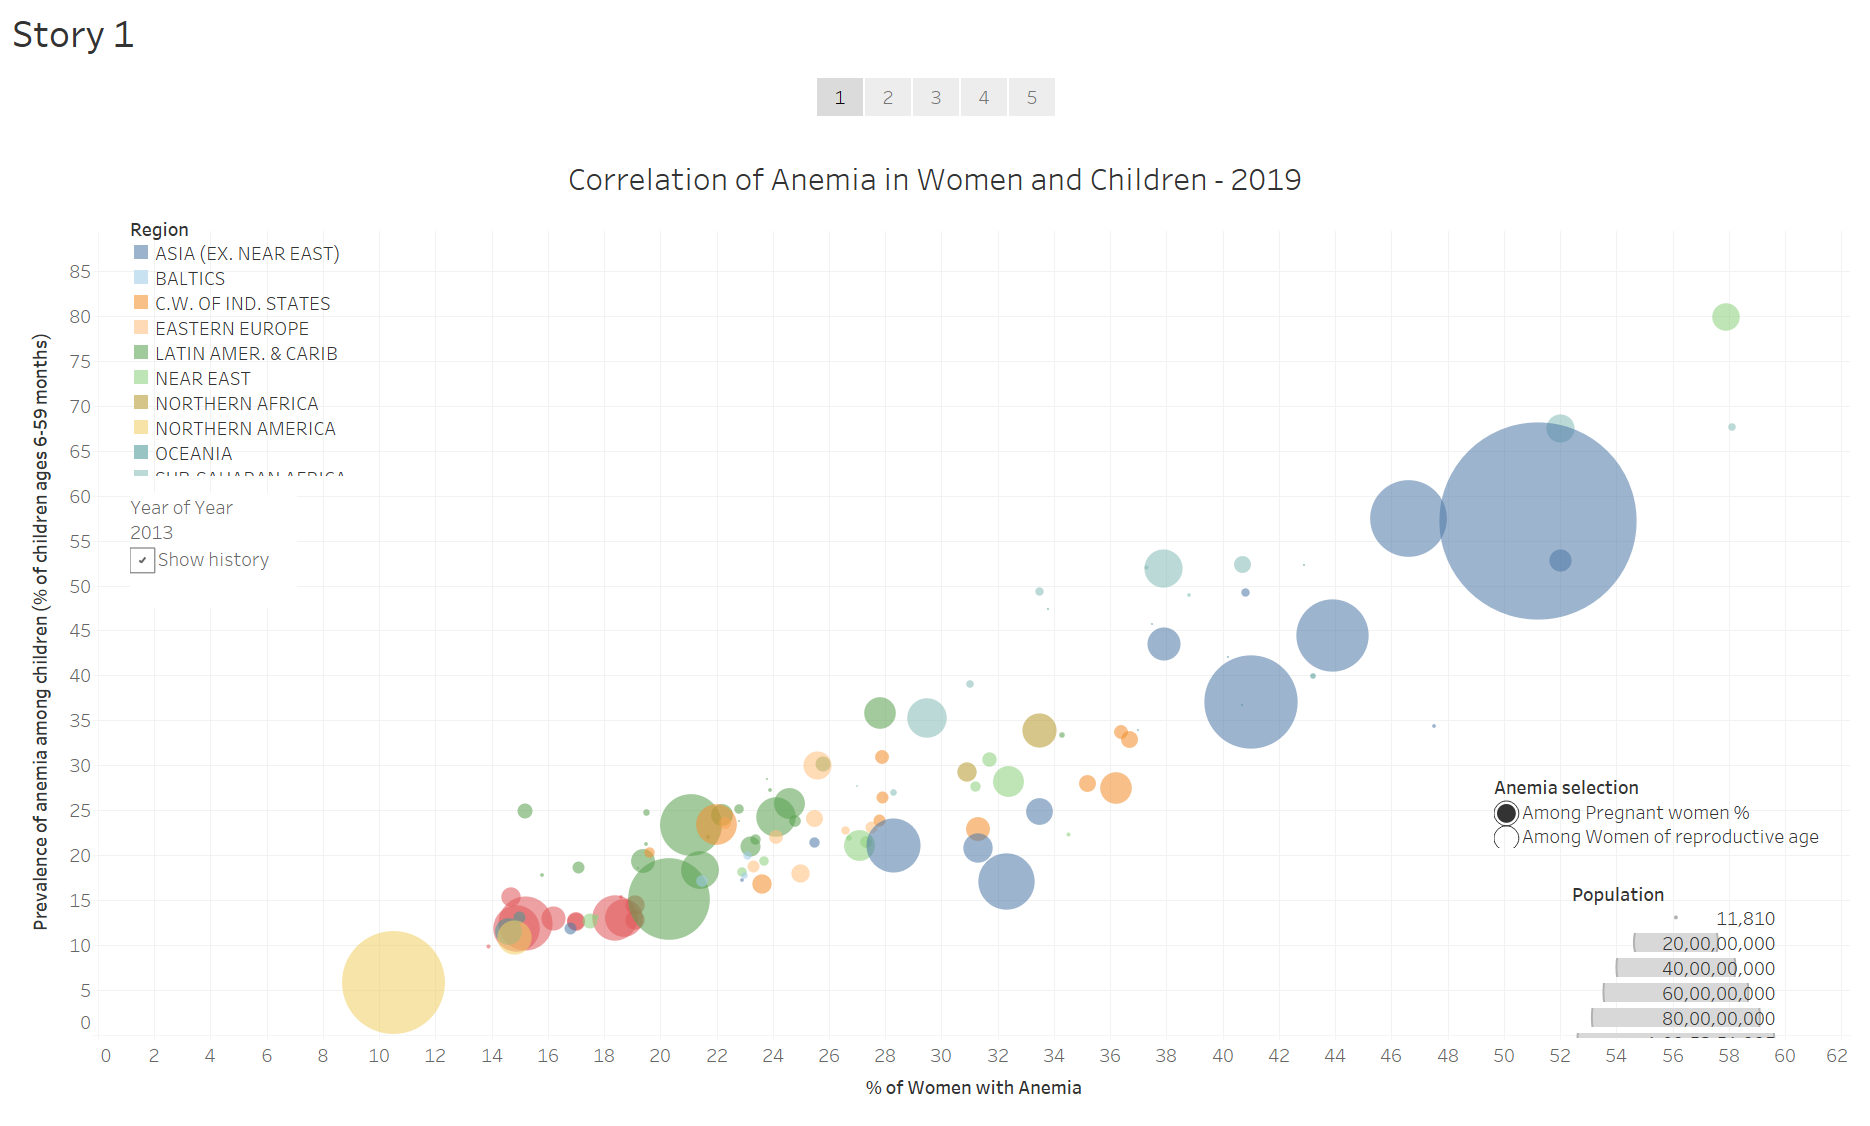 Story 1
1 2 3 4 5
Correlation of Anemia in Women and Children - 2019
Region
ASIA (EX. NEAR EAST)
BALTICS
C.W. OF IND. STATES
EASTERN EUROPE
LATIN AMER. & CARIB
NEAR EAST
NORTHERN AFRICA
NORTHERN AMERICA
OCEANIA
Year of Year
2013
Show history
Prevalence of anemia among children (% of children ages 6-59 months)
85
80
75
70
65
60
55
50
45
40
35
30
25
20
15
10
5
0
Anemia selection
Among Pregnant women %
Among Women of reproductive age
Population
11,810
20,00,00,000
40,00,00,000
60,00,00,000
80,00,00,000
0 2 4 6 8 10 12 14 16 18 20 22 24 26 28 30 32 34 36 38 40 42 44 46 48 50 52 54 56 58 60 62
% of Women with Anemia